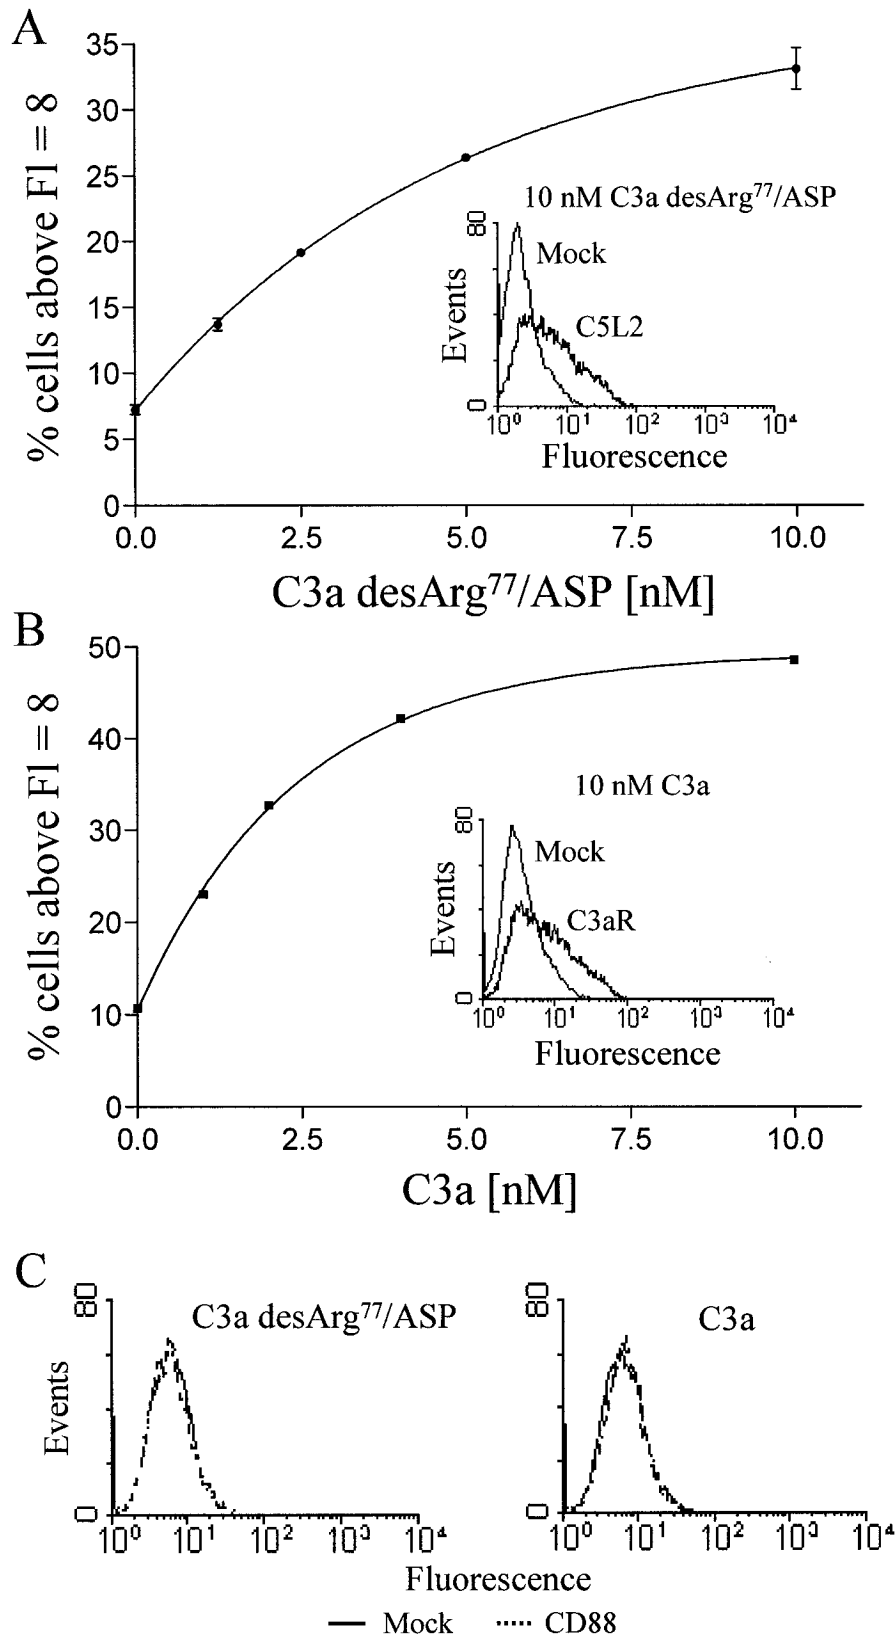 A
% cells above Fl = 8
35
30
25
20
15
10
5
0
0.0 2.5 5.0 7.5 10.0
C3a desArg⁷⁷/ASP [nM]
10 nM C3a desArg⁷⁷/ASP
80
Mock
C5L2
Events
0
10⁰ 10¹ 10² 10³ 10⁴
Fluorescence
B
% cells above Fl = 8
50
40
30
20
10
0
0.0 2.5 5.0 7.5 10.0
C3a [nM]
10 nM C3a
80
Mock
C3aR
Events
0
10⁰ 10¹ 10² 10³ 10⁴
Fluorescence
C
80
C3a desArg⁷⁷/ASP
Events
0
10⁰ 10¹ 10² 10³ 10⁴
80
C3a
0
10⁰ 10¹ 10² 10³ 10⁴
Fluorescence
Mock CD88